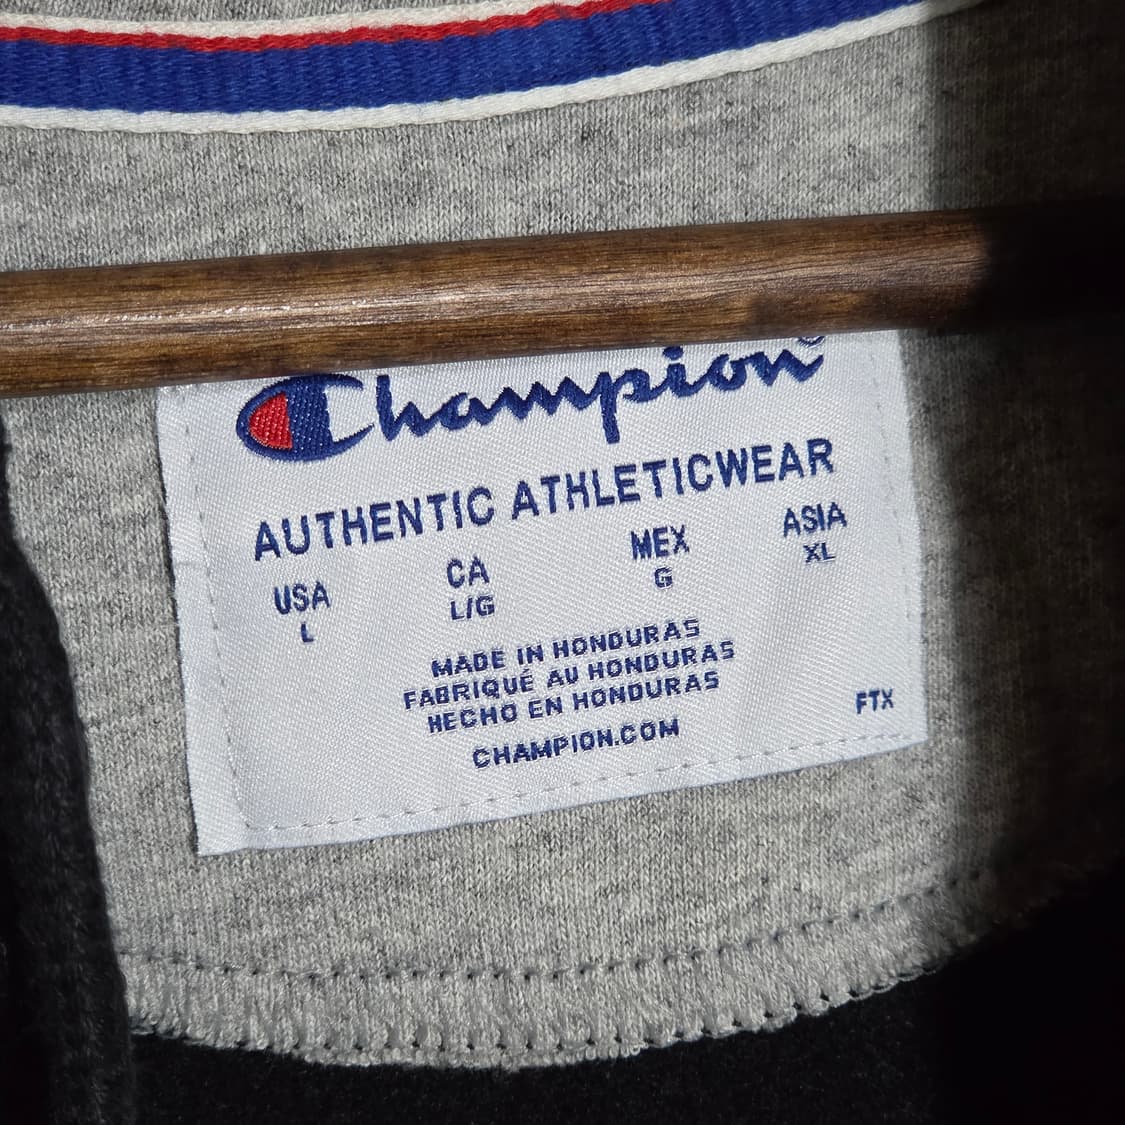 Champion
AUTHENTIC ATHLETICWEAR
USA CA MEX ASIA
L L/G G XL
MADE IN HONDURAS
FABRIQUÉ AU HONDURAS
HECHO EN HONDURAS
FTX
CHAMPION.COM